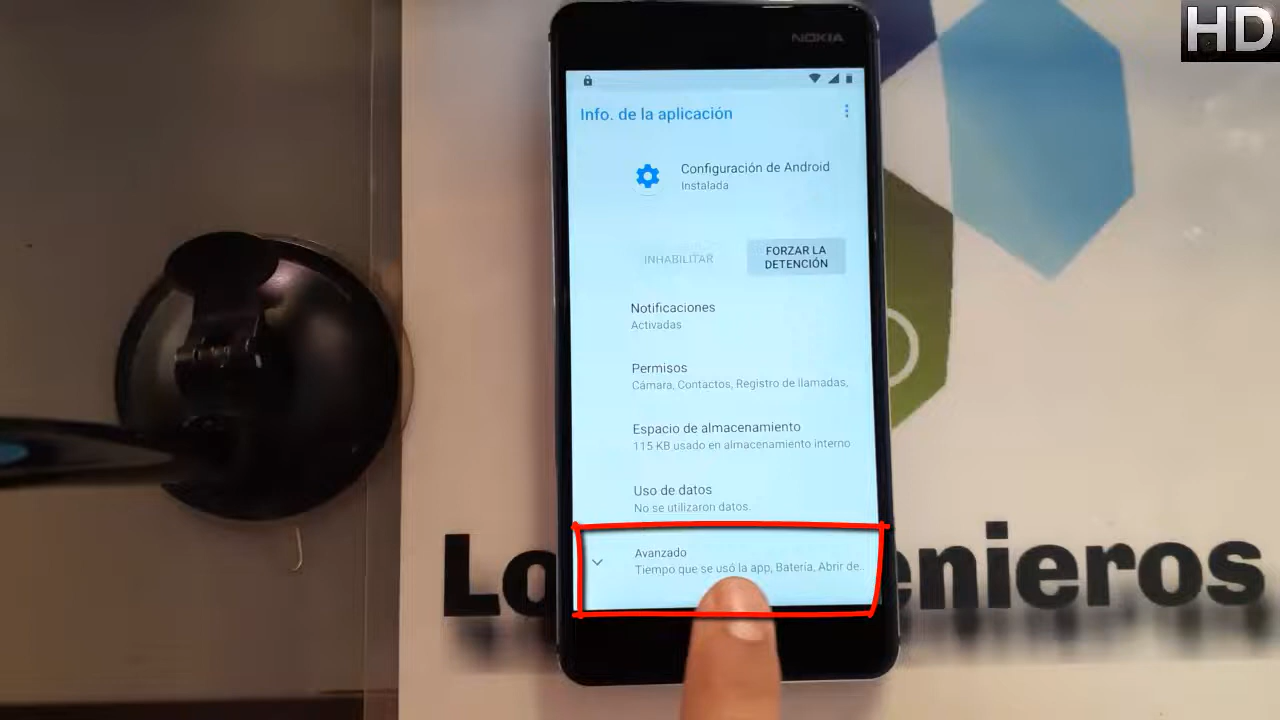 HD
NOKIA
Info. de la aplicación
Configuración de Android
Instalada
INHABILITAR
FORZAR LA
DETENCIÓN
Notificaciones
Activadas
Permisos
Cámara, Contactos, Registro de llamadas,
Espacio de almacenamiento
115 KB usado en almacenamiento interno
Uso de datos
No se utilizaron datos.
Avanzado
Tiempo que se usó la app, Batería, Abrir de..
Lo enieros